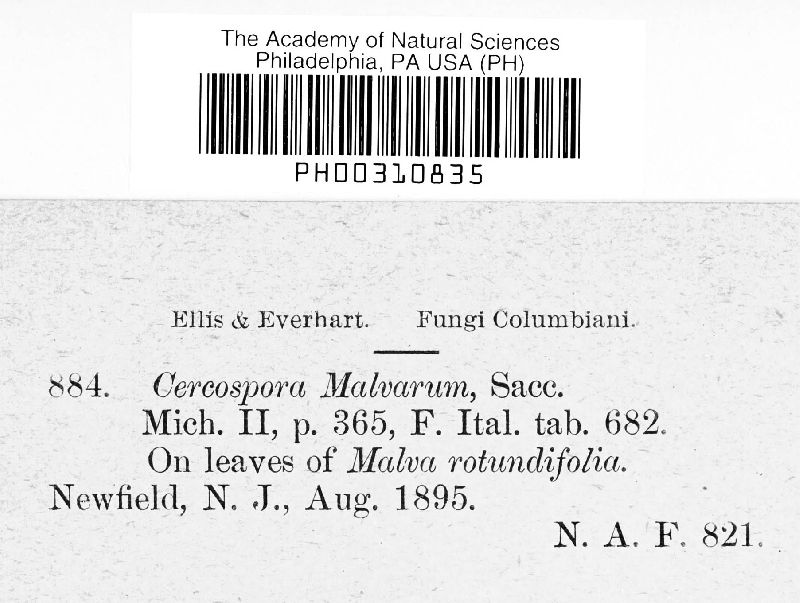 The Academy of Natural Sciences
Philadelphia, PA USA (PH)
PH00310835
Ellis & Everhart. Fungi Columbiani.
884. Cercospora Malvarum, Sacc.
Mich. II, p. 365, F. Ital. tab. 682.
On leaves of Malva rotundifolia.
Newfield, N. J., Aug. 1895.
N. A. F. 821.